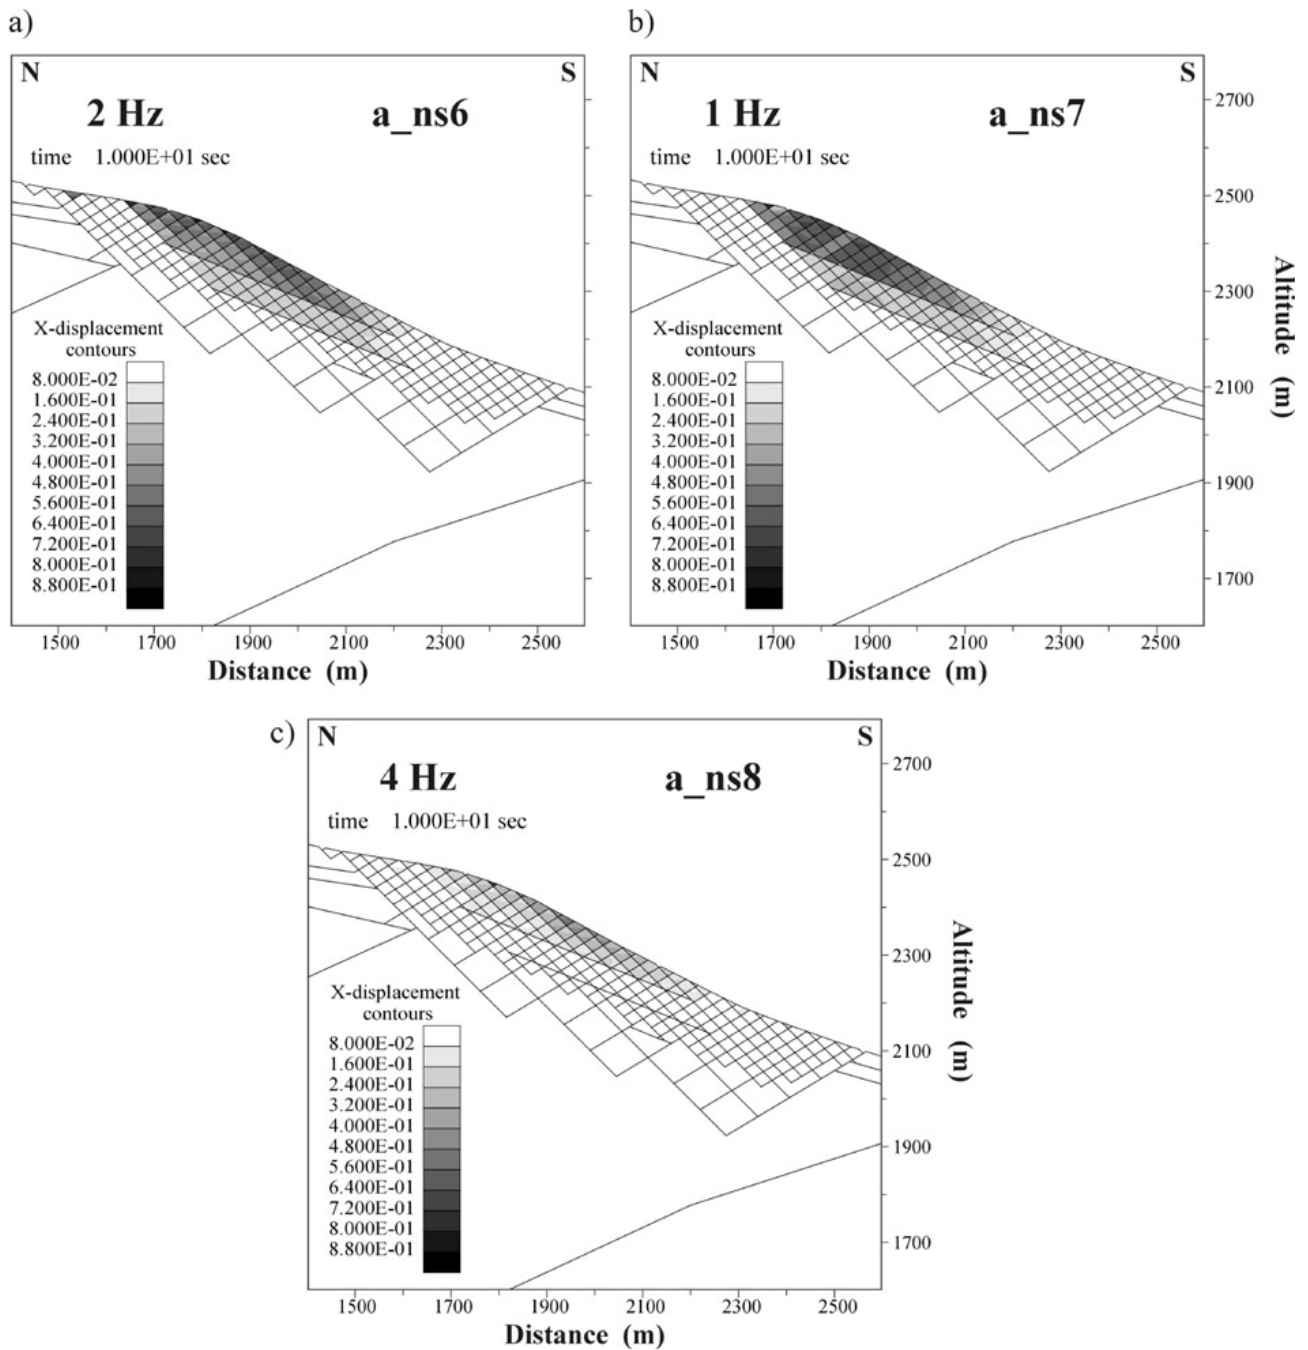 a)
N S
2 Hz a_ns6
time 1.000E+01 sec
X-displacement
contours
8.000E-02
1.600E-01
2.400E-01
3.200E-01
4.000E-01
4.800E-01
5.600E-01
6.400E-01
7.200E-01
8.000E-01
8.800E-01
1500 1700 1900 2100 2300 2500
Distance (m)
b)
N S
1 Hz a_ns7
time 1.000E+01 sec
X-displacement
contours
8.000E-02
1.600E-01
2.400E-01
3.200E-01
4.000E-01
4.800E-01
5.600E-01
6.400E-01
7.200E-01
8.000E-01
8.800E-01
2700
2500
2300
2100
1900
1700
Altitude (m)
1500 1700 1900 2100 2300 2500
Distance (m)
c)
N S
4 Hz a_ns8
time 1.000E+01 sec
X-displacement
contours
8.000E-02
1.600E-01
2.400E-01
3.200E-01
4.000E-01
4.800E-01
5.600E-01
6.400E-01
7.200E-01
8.000E-01
8.800E-01
2700
2500
2300
2100
1900
1700
Altitude (m)
1500 1700 1900 2100 2300 2500
Distance (m)